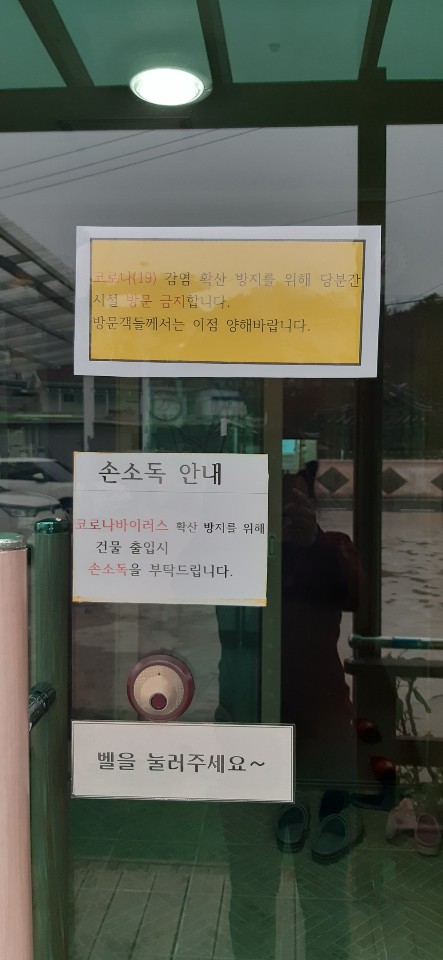 코로나(19) 감염 확산 방지를 위해 당분간
시설 방문 금지합니다.
방문객들께서는 이점 양해바랍니다.
손소독 안내
코로나바이러스 확산 방지를 위해
건물 출입시
손소독을 부탁드립니다.
벨을 눌러주세요~